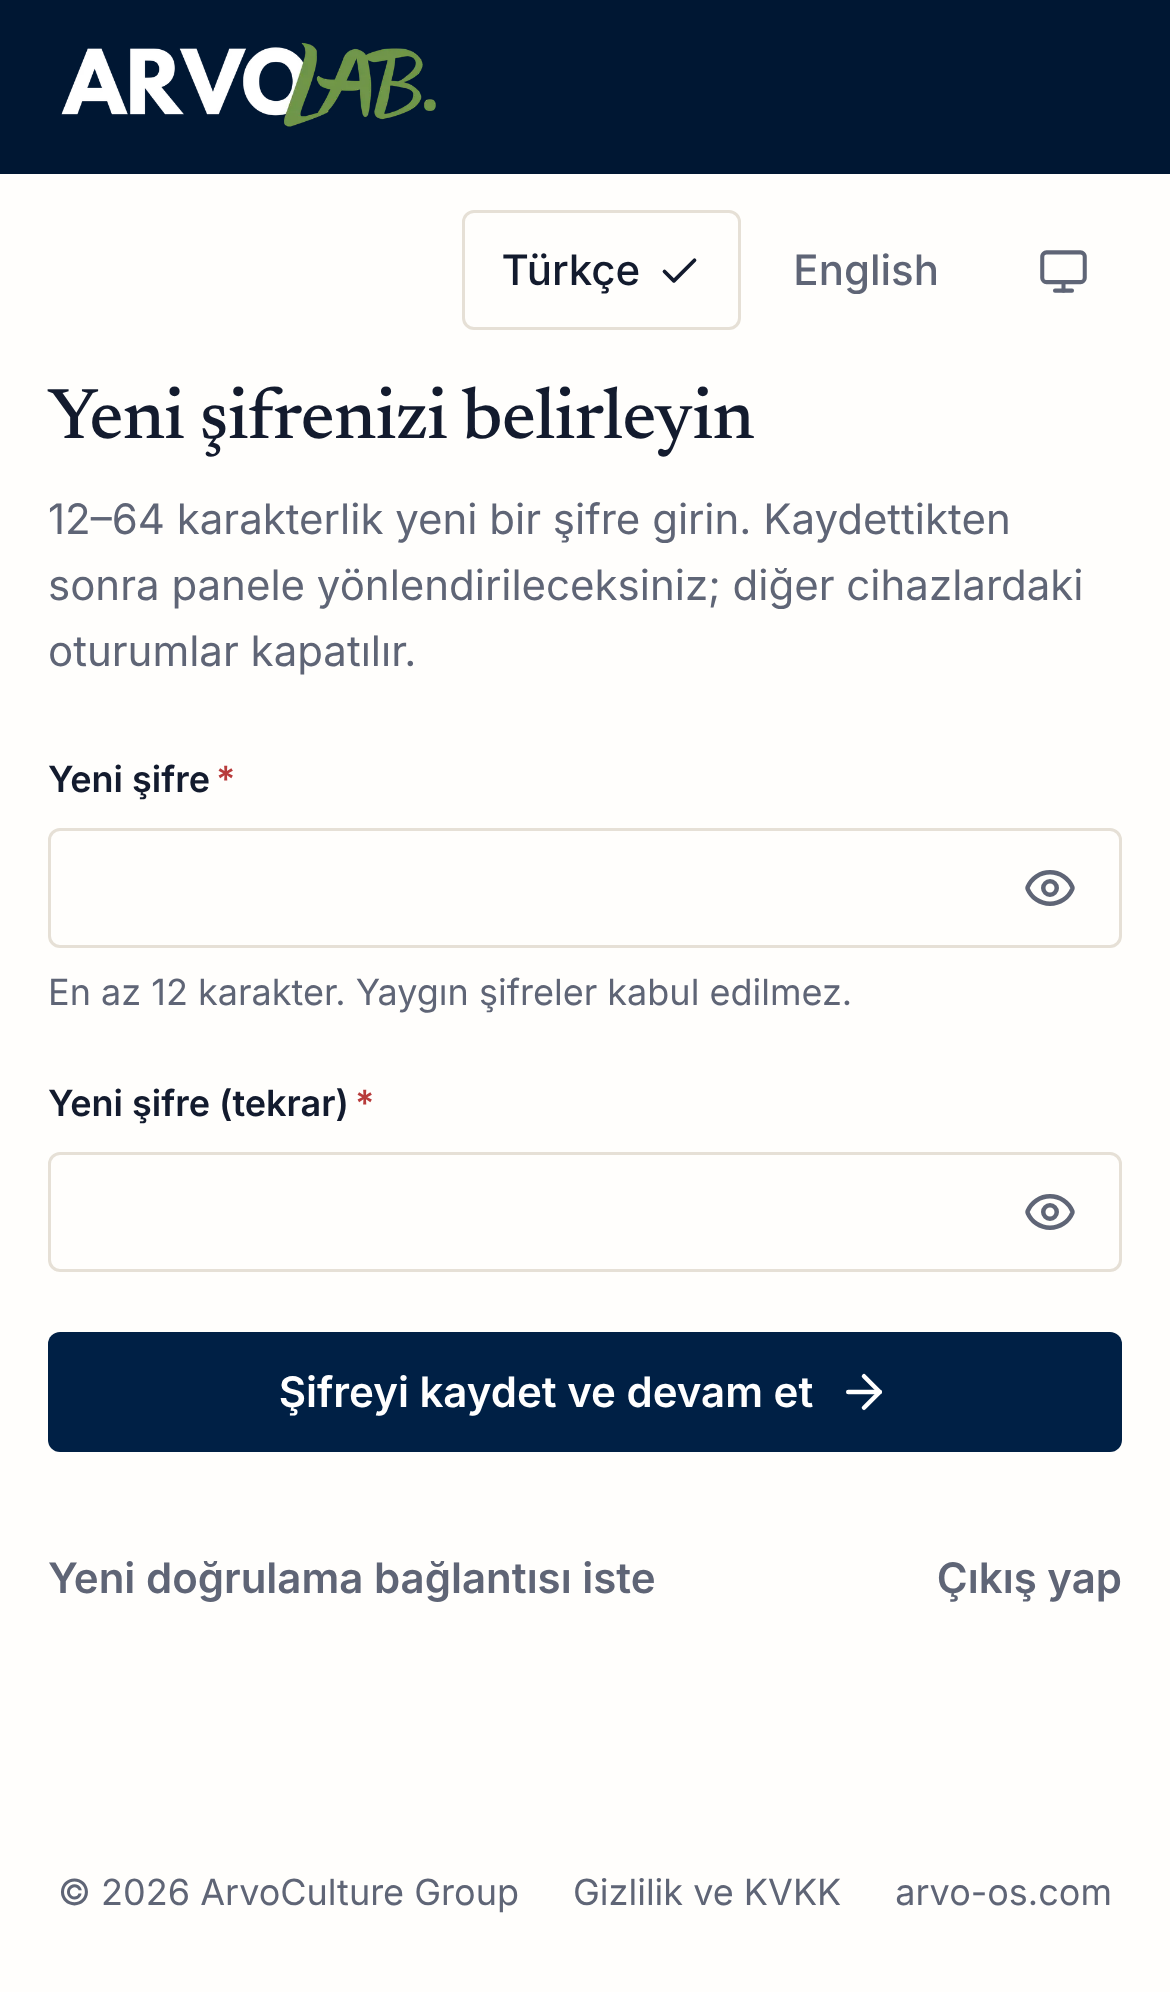 ARVOLAB.
Türkçe English
Yeni şifrenizi belirleyin
12–64 karakterlik yeni bir şifre girin. Kaydettikten
sonra panele yönlendirileceksiniz; diğer cihazlardaki
oturumlar kapatılır.
Yeni şifre *
En az 12 karakter. Yaygın şifreler kabul edilmez.
Yeni şifre (tekrar) *
Şifreyi kaydet ve devam et →
Yeni doğrulama bağlantısı iste Çıkış yap
© 2026 ArvoCulture Group Gizlilik ve KVKK arvo-os.com